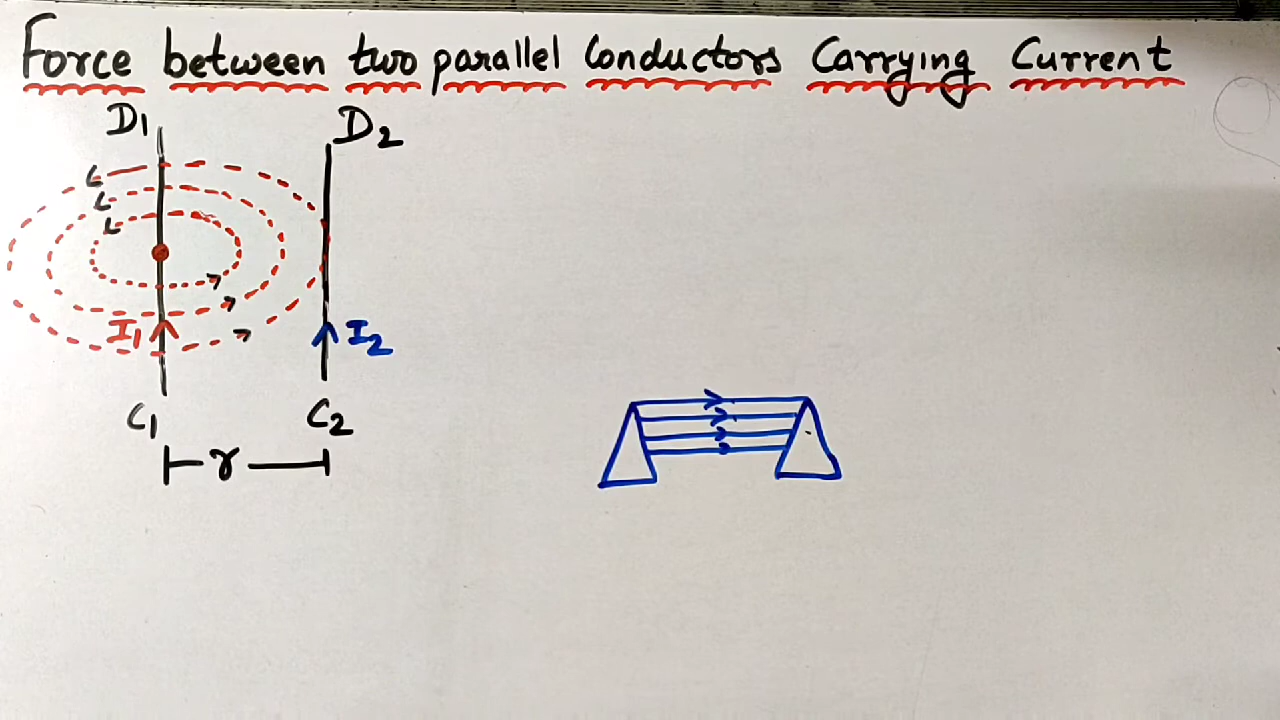 Force between two parallel Conductors Carrying Current
D1 D2
I1 I2
C1 C2
r